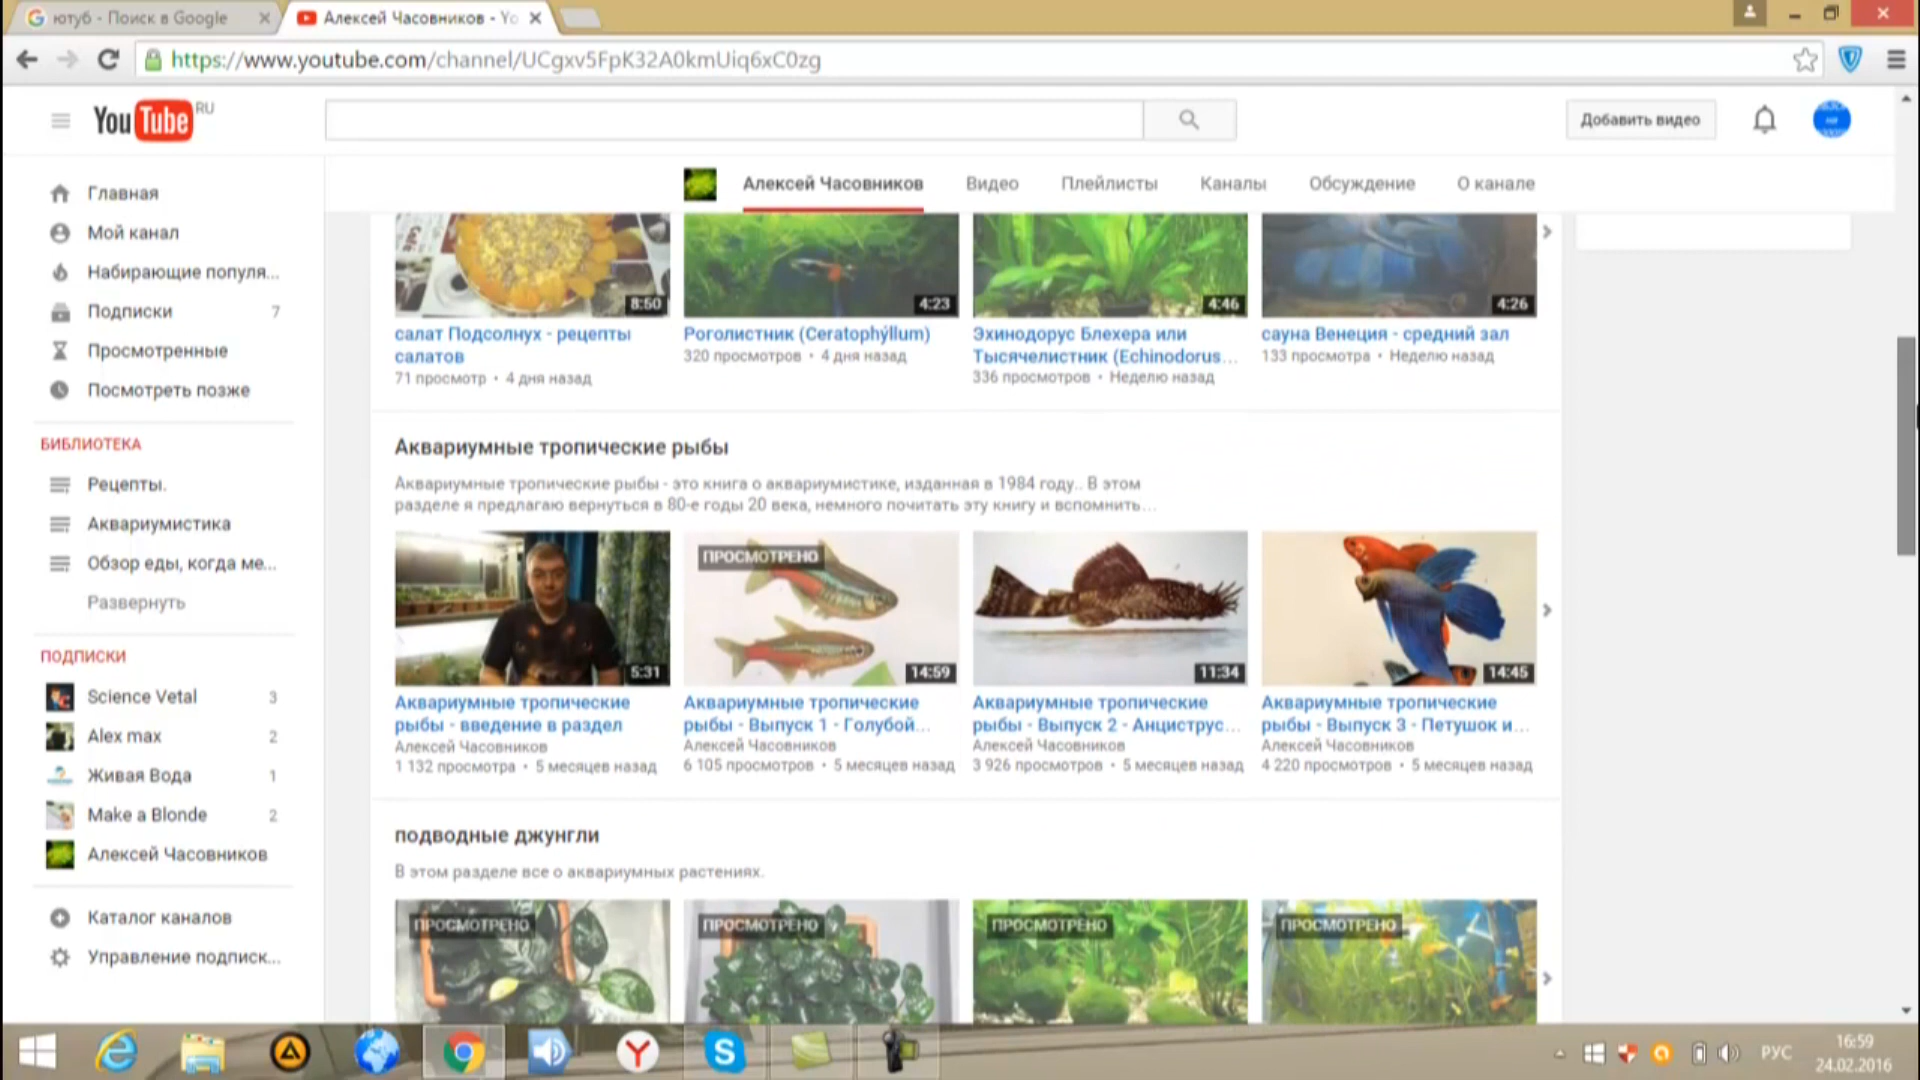 ютуб - Поиск в Google
Алексей Часовников - Yo
https://www.youtube.com/channel/UCgxv5FpK32A0kmUiq6xC0zg
YouTube RU
Добавить видео
Алексей Часовников Видео Плейлисты Каналы Обсуждение О канале
Главная
Мой канал
Набирающие популя...
Подписки 7
Просмотренные
Посмотреть позже
БИБЛИОТЕКА
Рецепты.
Аквариумистика
Обзор еды, когда ме...
Развернуть
ПОДПИСКИ
Science Vetal 3
Alex max 2
Живая Вода 1
Make a Blonde 2
Алексей Часовников
Каталог каналов
Управление подписк...
8:50
салат Подсолнух - рецепты
салатов
71 просмотр • 4 дня назад
4:23
Роголистник (Ceratophýllum)
320 просмотров • 4 дня назад
4:46
Эхинодорус Блехера или
Тысячелистник (Echinodorus...
336 просмотров • Неделю назад
4:26
сауна Венеция - средний зал
133 просмотра • Неделю назад
Аквариумные тропические рыбы
Аквариумные тропические рыбы - это книга о аквариумистике, изданная в 1984 году.. В этом
разделе я предлагаю вернуться в 80-е годы 20 века, немного почитать эту книгу и вспомнить...
5:31
Аквариумные тропические
рыбы - введение в раздел
Алексей Часовников
1 132 просмотра • 5 месяцев назад
ПРОСМОТРЕНО
14:59
Аквариумные тропические
рыбы - Выпуск 1 - Голубой...
Алексей Часовников
6 105 просмотров • 5 месяцев назад
11:34
Аквариумные тропические
рыбы - Выпуск 2 - Анциструс...
Алексей Часовников
3 926 просмотров • 5 месяцев назад
14:45
Аквариумные тропические
рыбы - Выпуск 3 - Петушок и...
Алексей Часовников
4 220 просмотров • 5 месяцев назад
подводные джунгли
В этом разделе все о аквариумных растениях.
ПРОСМОТРЕНО
ПРОСМОТРЕНО
ПРОСМОТРЕНО
ПРОСМОТРЕНО
РУС
16:59
24.02.2016